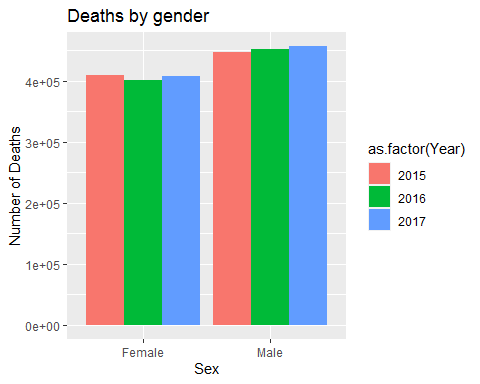 Deaths by gender
Number of Deaths
4e+05
3e+05
2e+05
1e+05
0e+00
Female
Male
Sex
as.factor(Year)
2015
2016
2017